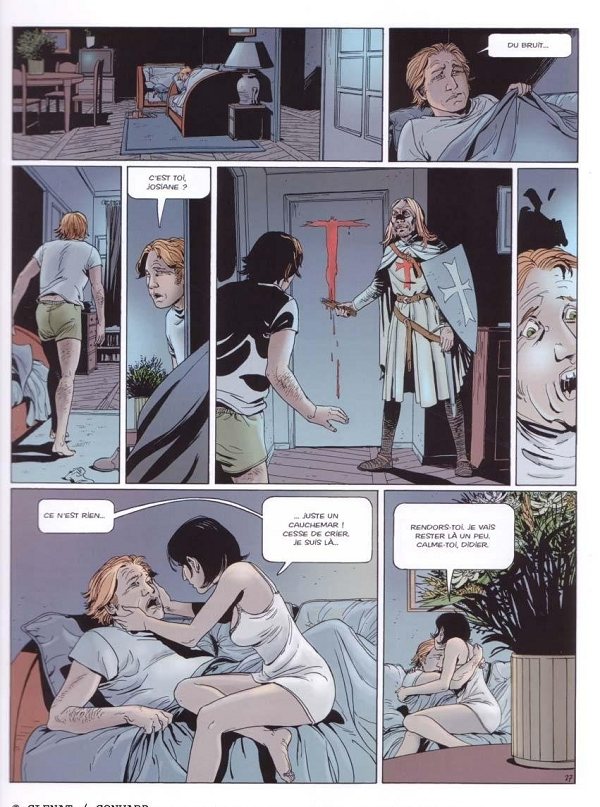 DU BRUIT...
C'EST TOI,
JOSIANE ?
CE N'EST RIEN...
... JUSTE UN
CAUCHEMAR !
CESSE DE CRIER.
JE SUIS LÀ...
RENDORS-TOI. JE VAIS
RESTER LÀ UN PEU.
CALME-TOI, DIDIER.
27